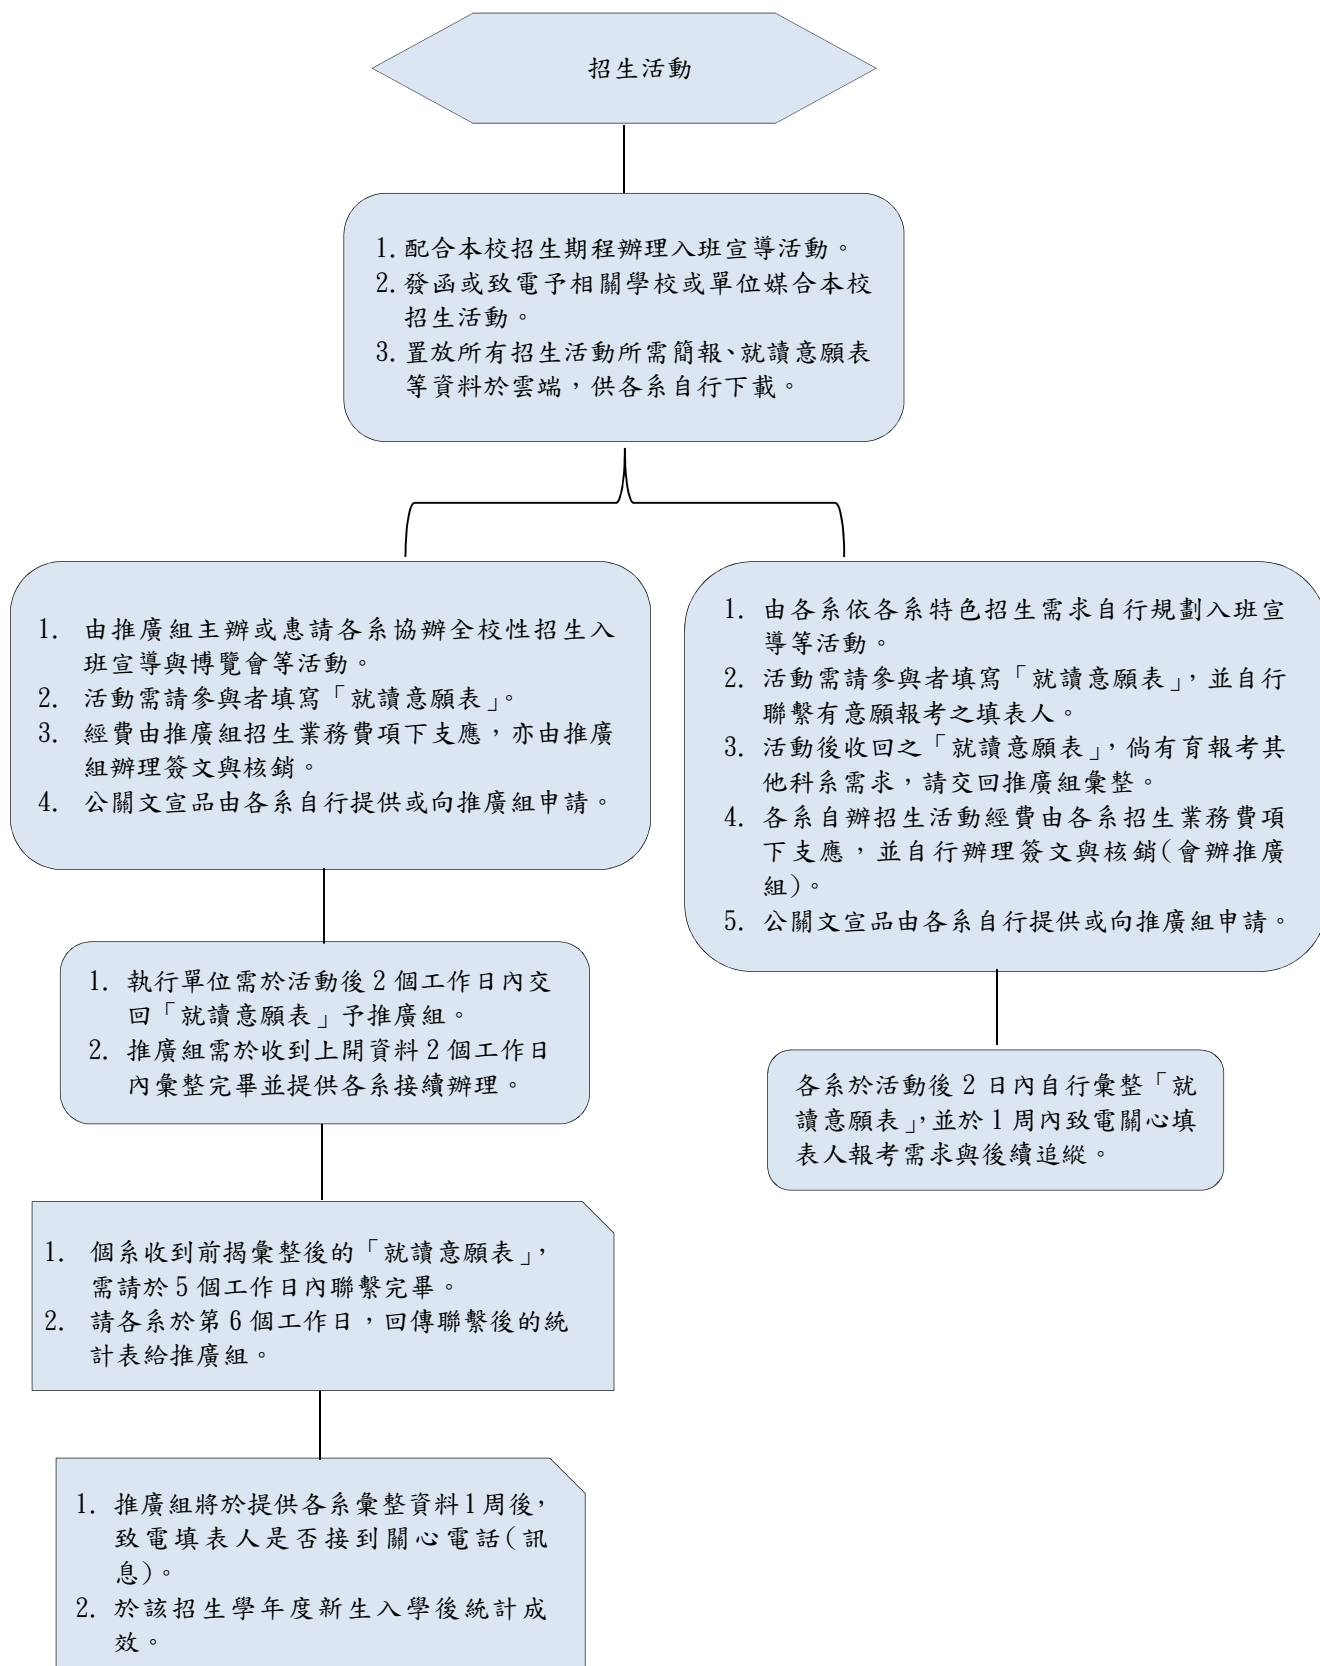 招生活動
1. 配合本校招生期程辦理入班宣導活動。
2. 發函或致電予相關學校或單位媒合本校
招生活動。
3. 置放所有招生活動所需簡報、就讀意願表
等資料於雲端，供各系自行下載。
1. 由推廣組主辦或惠請各系協辦全校性招生入
班宣導與博覽會等活動。
2. 活動需請參與者填寫「就讀意願表」。
3. 經費由推廣組招生業務費項下支應，亦由推廣
組辦理簽文與核銷。
4. 公關文宣品由各系自行提供或向推廣組申請。
1. 由各系依各系特色招生需求自行規劃入班宣
導等活動。
2. 活動需請參與者填寫「就讀意願表」，並自行
聯繫有意願報考之填表人。
3. 活動後收回之「就讀意願表」，倘有育報考其
他科系需求，請交回推廣組彙整。
4. 各系自辦招生活動經費由各系招生業務費項
下支應，並自行辦理簽文與核銷(會辦推廣
組)。
5. 公關文宣品由各系自行提供或向推廣組申請。
1. 執行單位需於活動後 2 個工作日內交
回「就讀意願表」予推廣組。
2. 推廣組需於收到上開資料 2 個工作日
內彙整完畢並提供各系接續辦理。
各系於活動後 2 日內自行彙整「就
讀意願表」，並於 1 周內致電關心填
表人報考需求與後續追縱。
1. 個系收到前揭彙整後的「就讀意願表」，
需請於 5 個工作日內聯繫完畢。
2. 請各系於第 6 個工作日，回傳聯繫後的統
計表給推廣組。
1. 推廣組將於提供各系彙整資料 1 周後，
致電填表人是否接到關心電話(訊
息)。
2. 於該招生學年度新生入學後統計成
效。